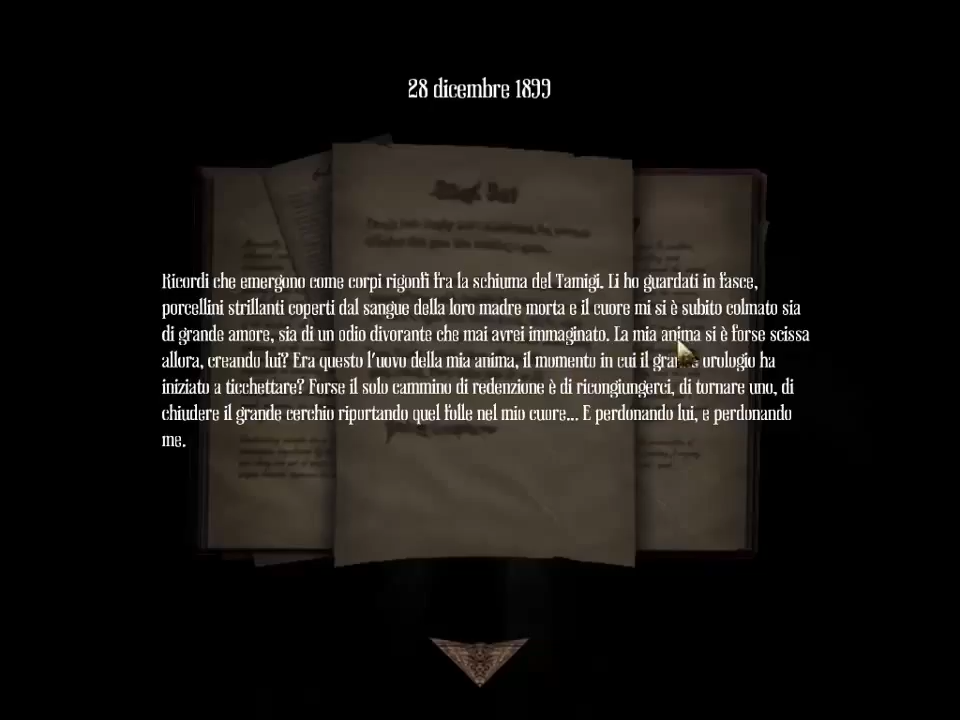 28 dicembre 1899
Ricordi che emergono come corpi rigonfi fra la schiuma del Tamigi. Li ho guardati in fasce,
porcellini strillanti coperti dal sangue della loro madre morta e il cuore mi si è subito colmato sia
di grande amore, sia di un odio divorante che mai avrei immaginato. La mia anima si è forse scissa
allora, creando lui? Era questo l'uovo della mia anima, il momento in cui il grande orologio ha
iniziato a ticchettare? Forse il solo cammino di redenzione è di ricongiungerci, di tornare uno, di
chiudere il grande cerchio riportando quel folle nel mio cuore... E perdonando lui, e perdonando
me.